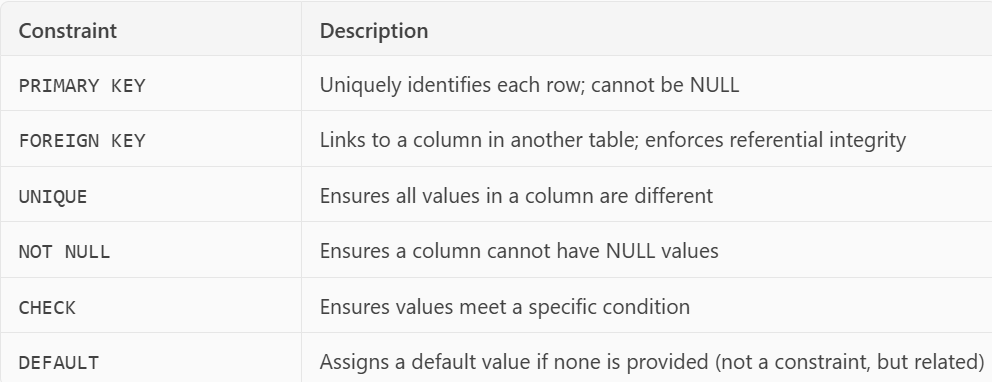 Constraint Description
PRIMARY KEY Uniquely identifies each row; cannot be NULL
FOREIGN KEY Links to a column in another table; enforces referential integrity
UNIQUE Ensures all values in a column are different
NOT NULL Ensures a column cannot have NULL values
CHECK Ensures values meet a specific condition
DEFAULT Assigns a default value if none is provided (not a constraint, but related)